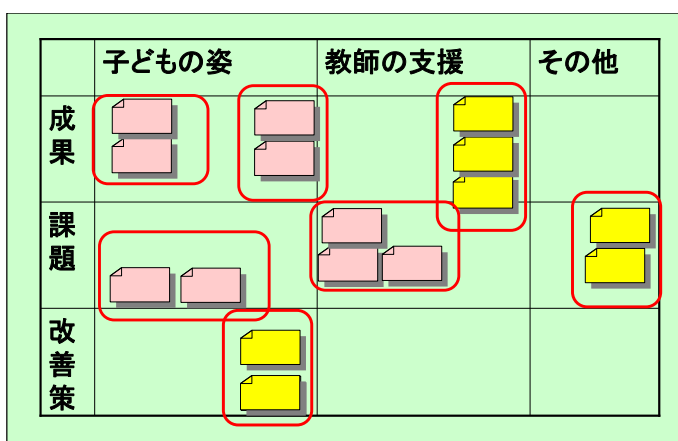 子どもの姿 教師の支援 その他
成果
課題
改善策